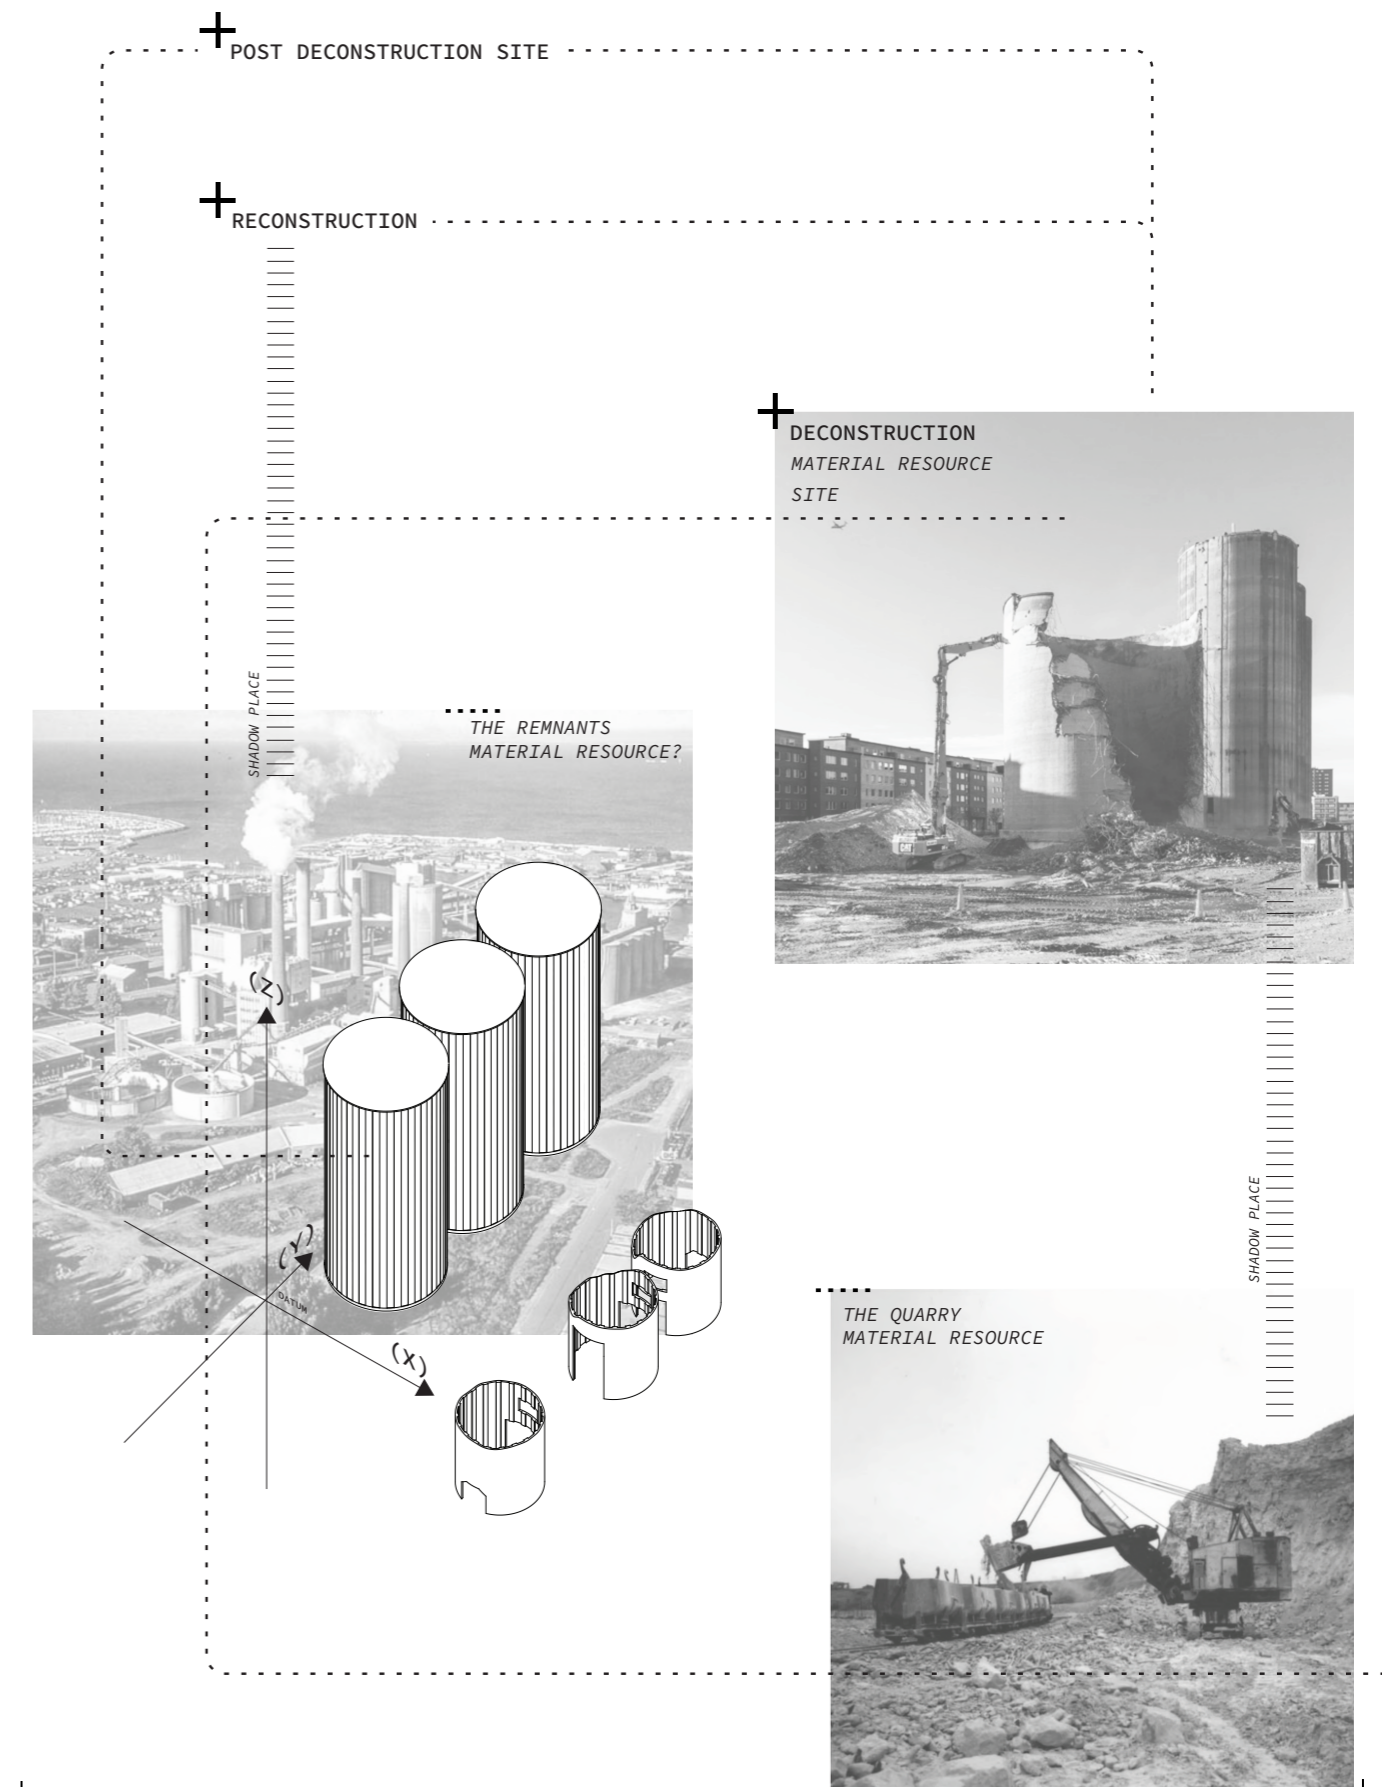 POST DECONSTRUCTION SITE
RECONSTRUCTION
DECONSTRUCTION
MATERIAL RESOURCE
SITE
SHADOW PLACE
THE REMNANTS
MATERIAL RESOURCE?
CAT
(Z)
(Y)
DATUM
(X)
SHADOW PLACE
THE QUARRY
MATERIAL RESOURCE